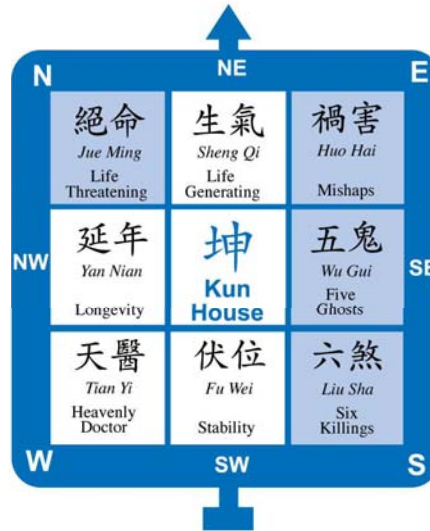 NE
N
E
絕命
Jue Ming
Life
Threatening
生氣
Sheng Qi
Life
Generating
禍害
Huo Hai
Mishaps
NW
延年
Yan Nian
Longevity
坤
Kun
House
五鬼
Wu Gui
Five
Ghosts
SE
天醫
Tian Yi
Heavenly
Doctor
伏位
Fu Wei
Stability
六煞
Liu Sha
Six
Killings
W
SW
S